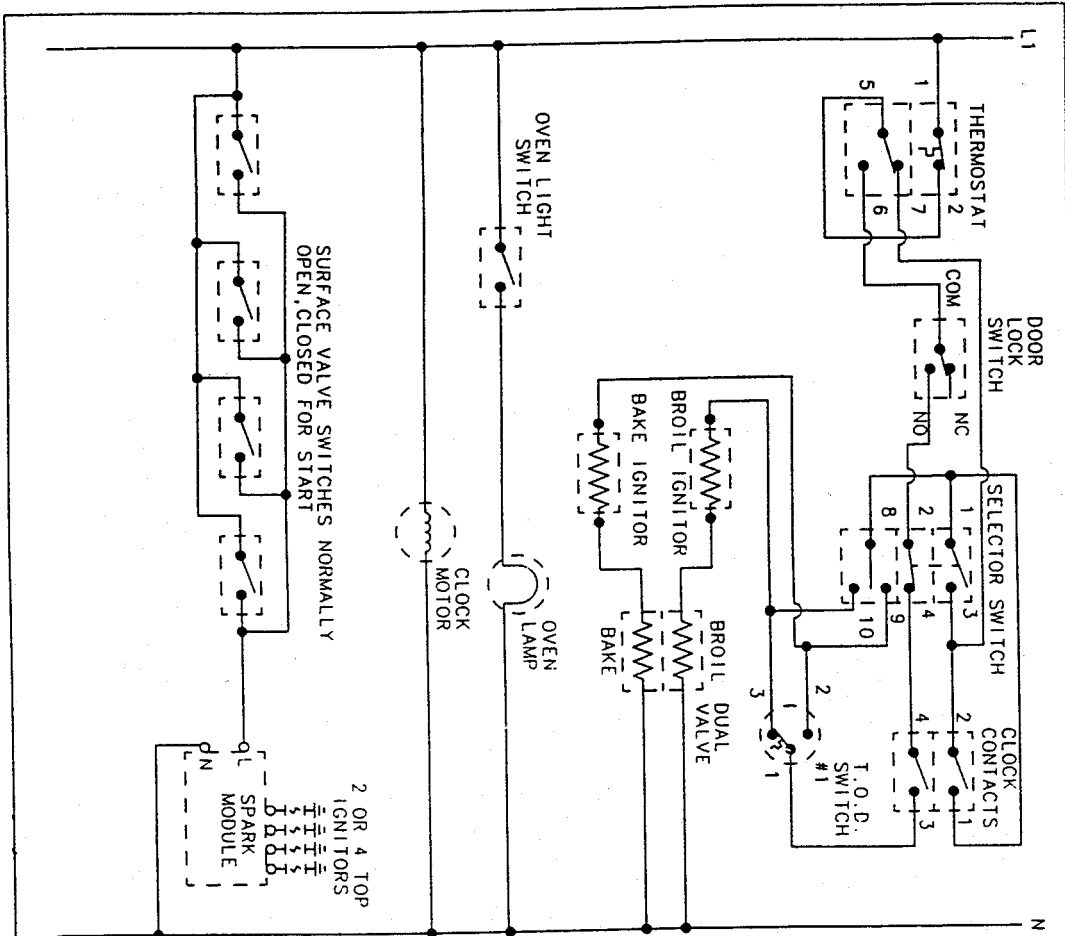 L1
N
THERMOSTAT
1
2
5
7
6
COM
DOOR
LOCK
SWITCH
NC
NO
SELECTOR SWITCH
1
2
8
3
4
9
10
CLOCK
CONTACTS
2
1
4
3
T.O.D.
SWITCH
#1
2
3
1
BROIL IGNITOR
BAKE IGNITOR
BROIL
BAKE
DUAL
VALVE
OVEN LIGHT
SWITCH
OVEN
LAMP
CLOCK
MOTOR
SURFACE VALVE SWITCHES NORMALLY
OPEN,CLOSED FOR START
L
N
SPARK
MODULE
2 OR 4 TOP
IGNITORS